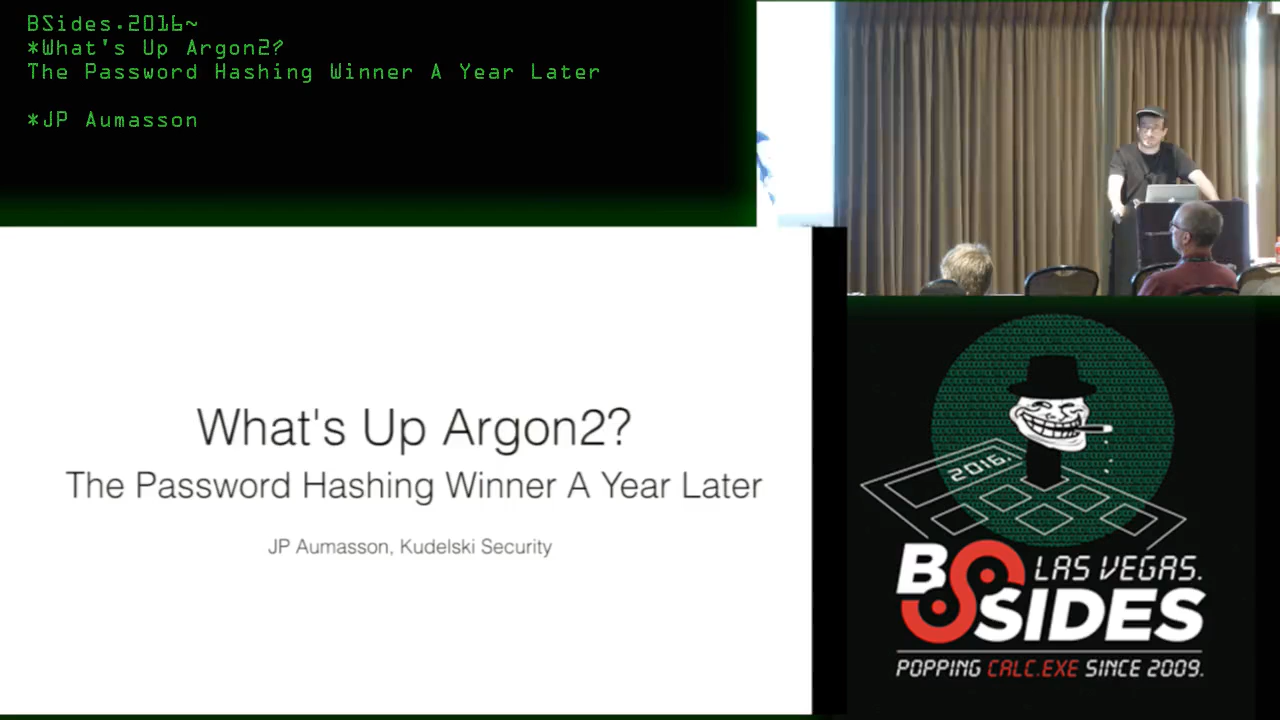 BSides.2016~
*What's Up Argon2?
The Password Hashing Winner A Year Later
*JP Aumasson
What's Up Argon2?
The Password Hashing Winner A Year Later
JP Aumasson, Kudelski Security
2016.
BSIDES
LAS VEGAS.
POPPING CALC.EXE SINCE 2009.